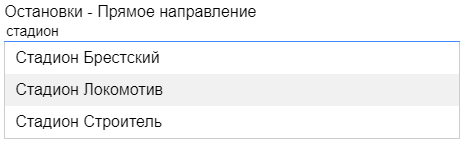 Остановки - Прямое направление
стадион
Стадион Брестский
Стадион Локомотив
Стадион Строитель